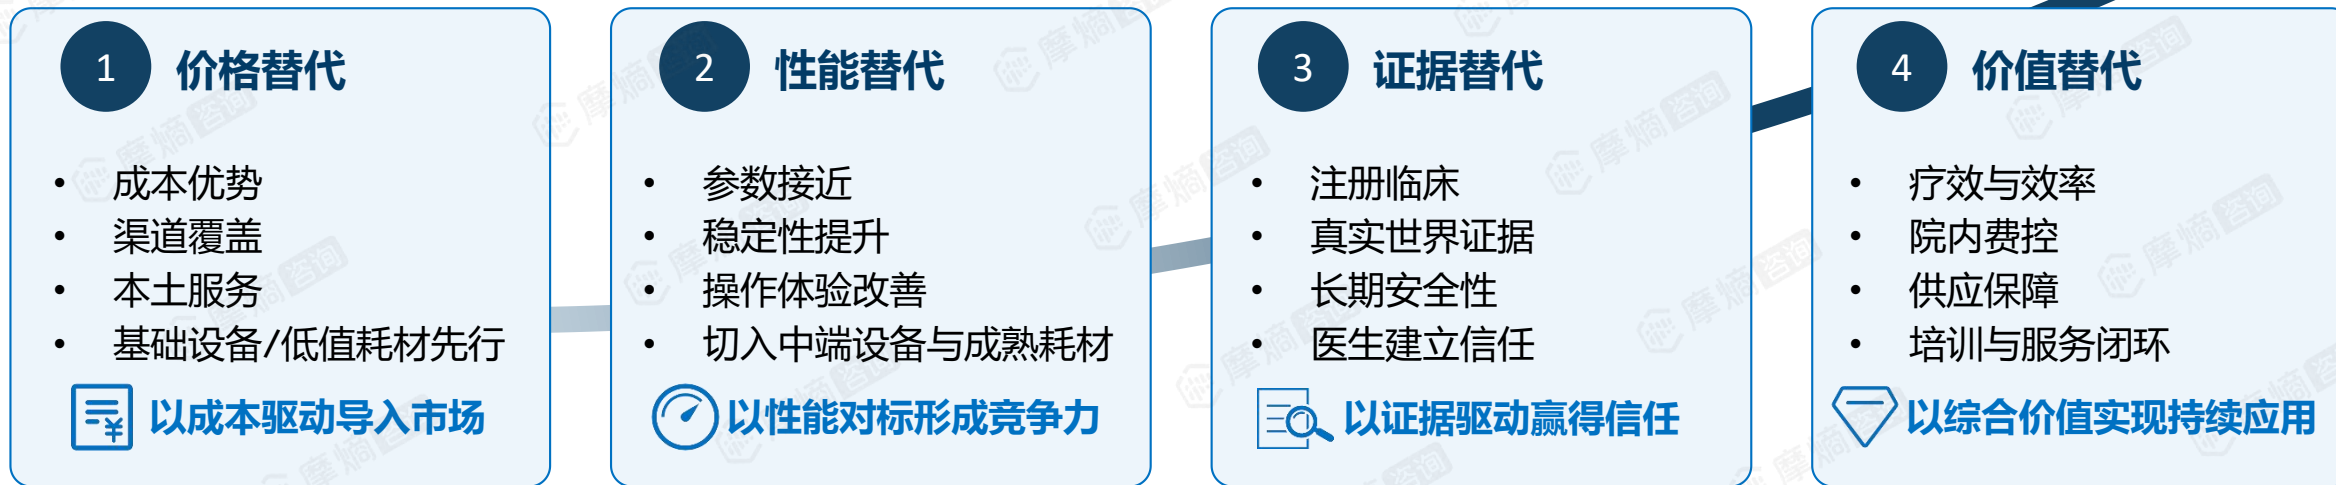 1 价格替代
• 成本优势
• 渠道覆盖
• 本土服务
• 基础设备/低值耗材先行
以成本驱动导入市场
2 性能替代
• 参数接近
• 稳定性提升
• 操作体验改善
• 切入中端设备与成熟耗材
以性能对标形成竞争力
3 证据替代
• 注册临床
• 真实世界证据
• 长期安全性
• 医生建立信任
以证据驱动赢得信任
4 价值替代
• 疗效与效率
• 院内费控
• 供应保障
• 培训与服务闭环
以综合价值实现持续应用
摩熵咨询